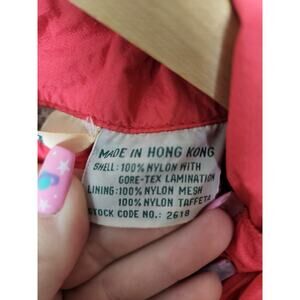 MADE IN HONG KONG
SHELL: 100% NYLON WITH
GORE-TEX LAMINATION
LINING: 100% NYLON MESH
100% NYLON TAFFETA
STOCK CODE NO.: 2618